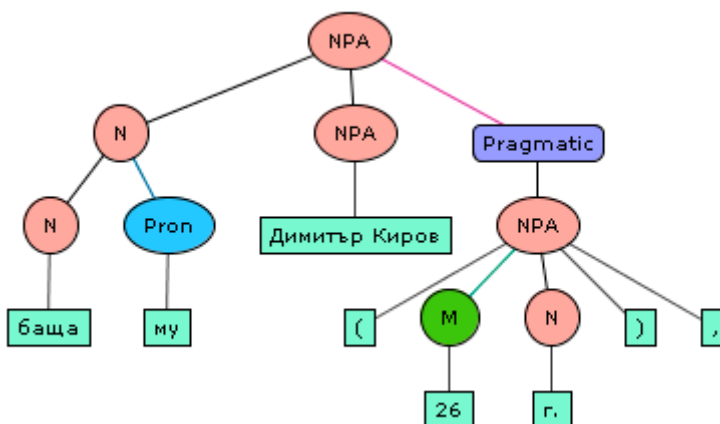 NPA
N NPA Pragmatic
N Pron Димитър Киров NPA
баща му ( M N ) ,
26 г.